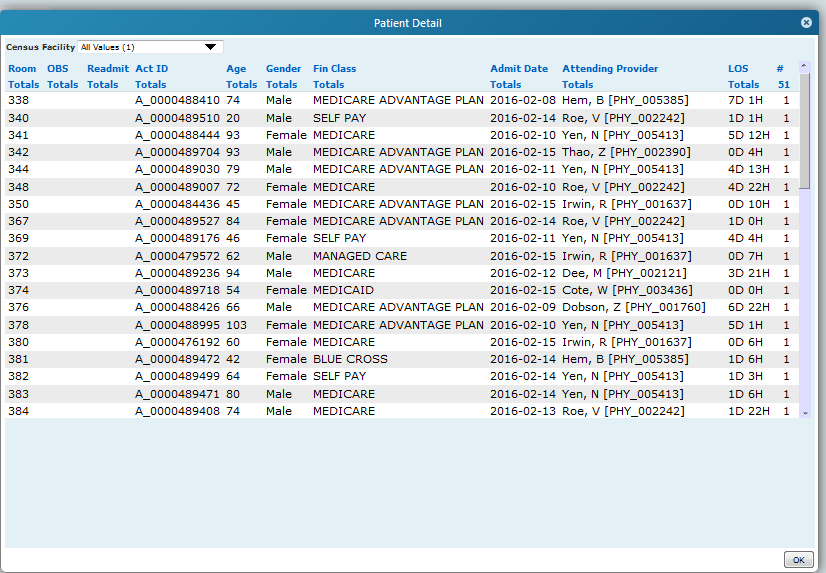 Patient Detail
Census Facility All Values (1)
Room OBS Readmit Act ID Age Gender Fin Class Admit Date Attending Provider LOS #
Totals Totals Totals Totals Totals Totals Totals Totals Totals Totals 51
338 A_0000488410 74 Male MEDICARE ADVANTAGE PLAN 2016-02-08 Hem, B [PHY_005385] 7D 1H 1
340 A_0000489510 20 Male SELF PAY 2016-02-14 Roe, V [PHY_002242] 1D 1H 1
341 A_0000488444 93 Female MEDICARE 2016-02-10 Yen, N [PHY_005413] 5D 12H 1
342 A_0000489704 93 Male MEDICARE ADVANTAGE PLAN 2016-02-15 Thao, Z [PHY_002390] 0D 4H 1
344 A_0000489030 79 Male MEDICARE ADVANTAGE PLAN 2016-02-11 Yen, N [PHY_005413] 4D 13H 1
348 A_0000489007 72 Female MEDICARE 2016-02-10 Roe, V [PHY_002242] 4D 22H 1
350 A_0000484436 45 Female MEDICARE ADVANTAGE PLAN 2016-02-15 Irwin, R [PHY_001637] 0D 10H 1
367 A_0000489527 84 Female MEDICARE ADVANTAGE PLAN 2016-02-14 Roe, V [PHY_002242] 1D 0H 1
369 A_0000489176 46 Female SELF PAY 2016-02-11 Yen, N [PHY_005413] 4D 4H 1
372 A_0000479572 62 Male MANAGED CARE 2016-02-15 Irwin, R [PHY_001637] 0D 7H 1
373 A_0000489236 94 Male MEDICARE 2016-02-12 Dee, M [PHY_002121] 3D 21H 1
374 A_0000489718 54 Female MEDICAID 2016-02-15 Cote, W [PHY_003436] 0D 0H 1
376 A_0000488426 66 Male MEDICARE ADVANTAGE PLAN 2016-02-09 Dobson, Z [PHY_001760] 6D 22H 1
378 A_0000488995 103 Female MEDICARE ADVANTAGE PLAN 2016-02-10 Yen, N [PHY_005413] 5D 1H 1
380 A_0000476192 60 Female MEDICARE 2016-02-15 Irwin, R [PHY_001637] 0D 6H 1
381 A_0000489472 42 Female BLUE CROSS 2016-02-14 Hem, B [PHY_005385] 1D 6H 1
382 A_0000489499 64 Female SELF PAY 2016-02-14 Yen, N [PHY_005413] 1D 3H 1
383 A_0000489471 80 Male MEDICARE 2016-02-14 Yen, N [PHY_005413] 1D 6H 1
384 A_0000489408 74 Male MEDICARE 2016-02-13 Roe, V [PHY_002242] 1D 22H 1
OK